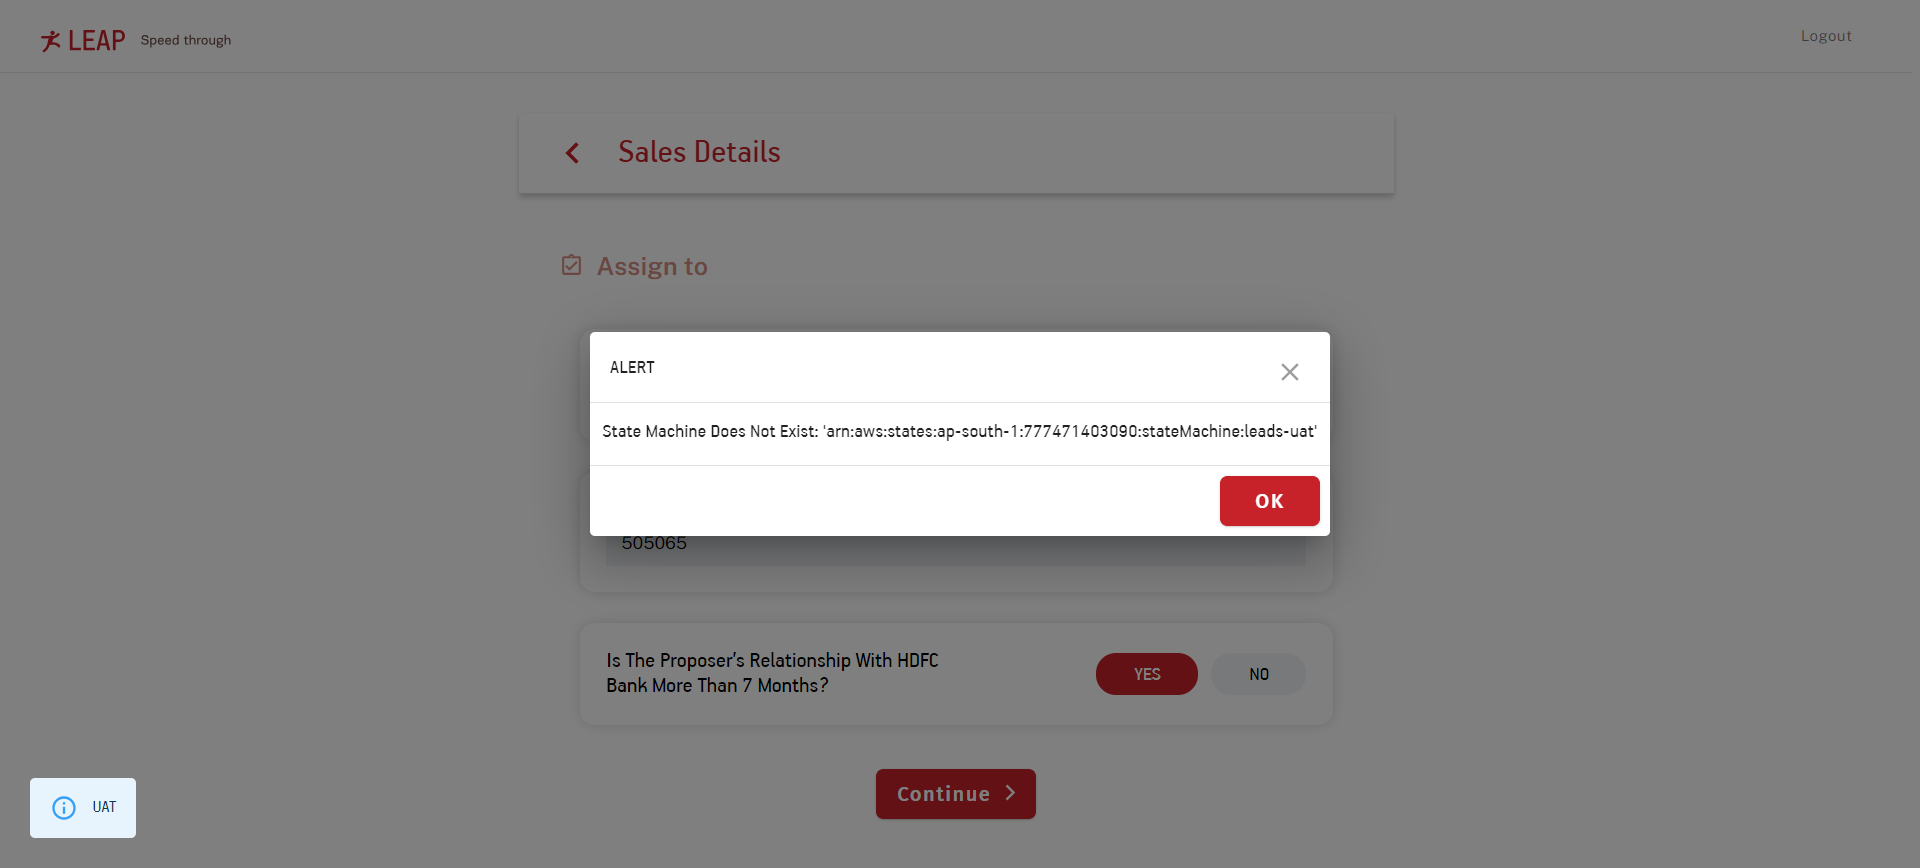 LEAP Speed through
Logout
Sales Details
Assign to
ALERT
State Machine Does Not Exist: 'arn:aws:states:ap-south-1:777471403090:stateMachine:leads-uat'
OK
505065
Is The Proposer's Relationship With HDFC
Bank More Than 7 Months?
YES
NO
Continue
UAT